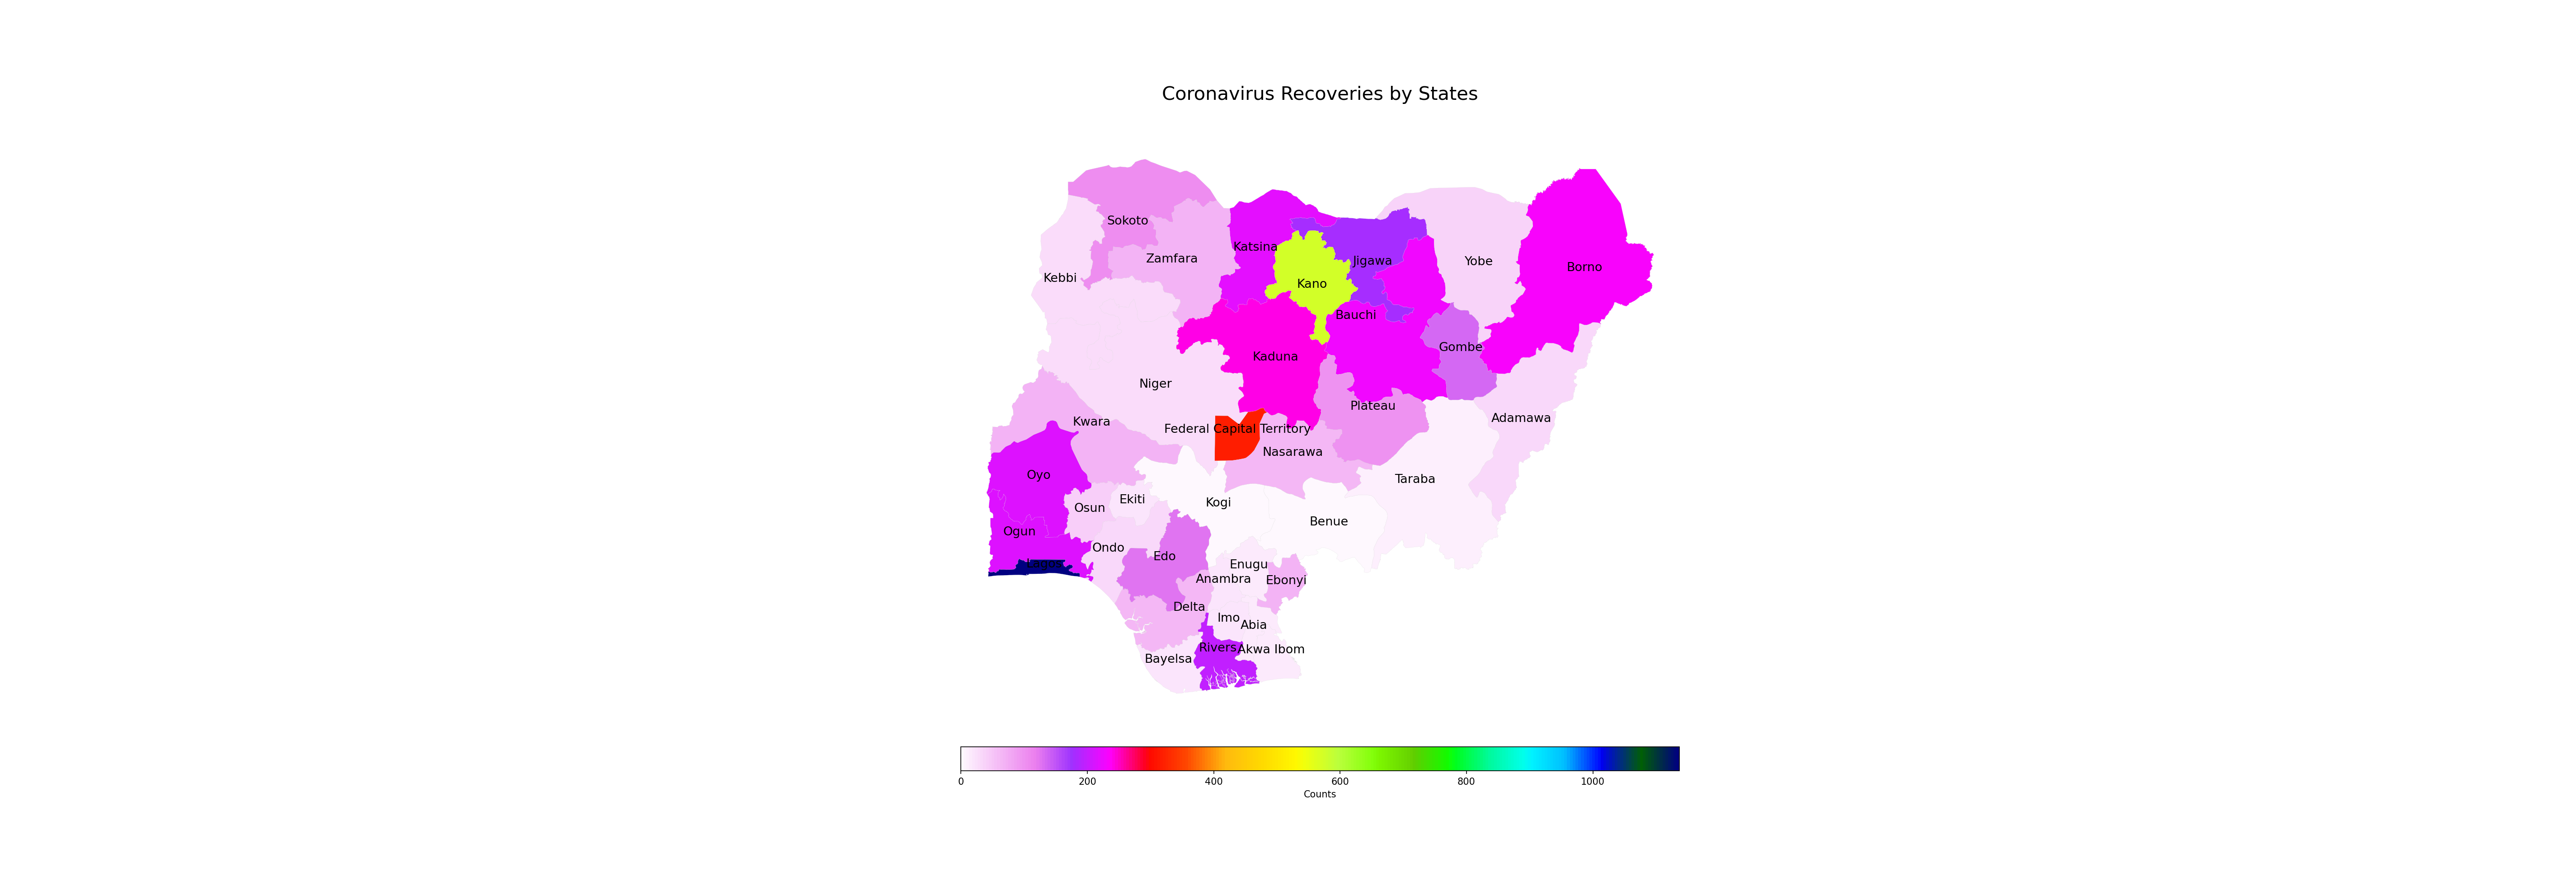 Coronavirus Recoveries by States
Sokoto
Katsina
Zamfara
Jigawa
Yobe
Borno
Kebbi
Kano
Bauchi
Gombe
Kaduna
Niger
Plateau
Adamawa
Kwara
Federal Capital Territory
Nasarawa
Oyo
Taraba
Ekiti
Kogi
Osun
Benue
Ogun
Ondo
Edo
Lagos
Enugu
Anambra
Ebonyi
Delta
Imo
Abia
Rivers
Akwa Ibom
Bayelsa
0 200 400 600 800 1000
Counts